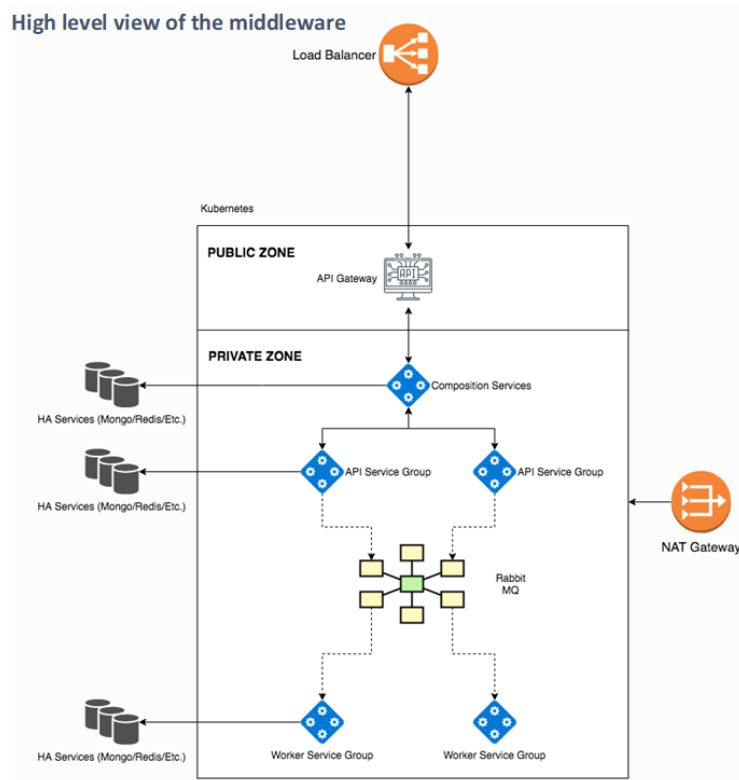 High level view of the middleware
Load Balancer
Kubernetes
PUBLIC ZONE
API Gateway
API
PRIVATE ZONE
Composition Services
HA Services (Mongo/Redis/Etc.)
API Service Group
API Service Group
HA Services (Mongo/Redis/Etc.)
NAT Gateway
Rabbit
MQ
HA Services (Mongo/Redis/Etc.)
Worker Service Group
Worker Service Group